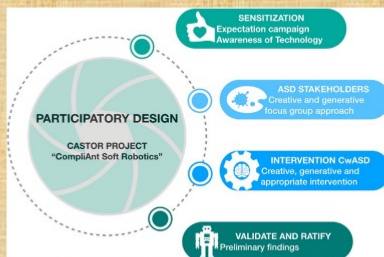 SENSITIZATION
Expectation campaign
Awareness of Technology
PARTICIPATORY DESIGN
CASTOR PROJECT
"CompliAnt Soft Robotics"
ASD STAKEHOLDERS
Creative and generative
focus group approach
INTERVENTION CwASD
Creative, generative and
appropriate intervention
VALIDATE AND RATIFY
Preliminary findings